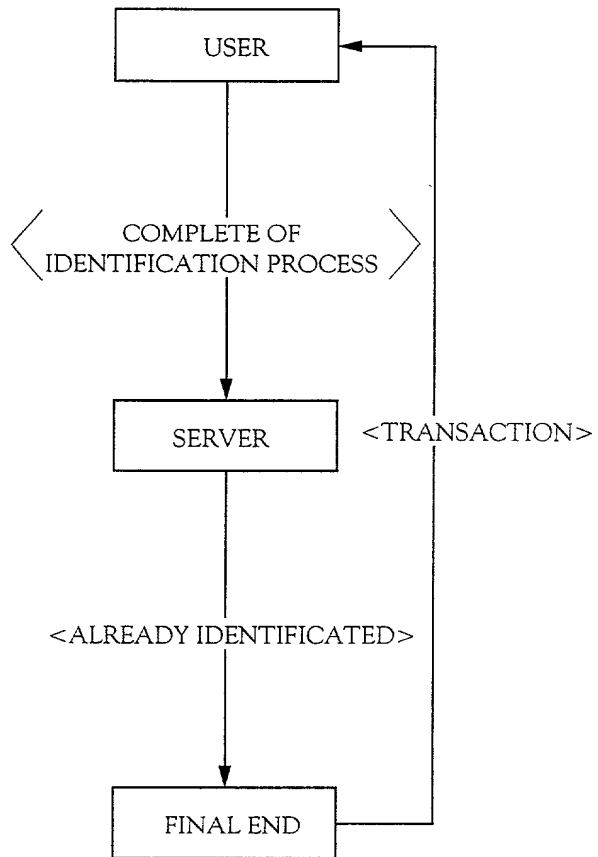 USER
COMPLETE OF
IDENTIFICATION PROCESS
SERVER
<TRANSACTION>
<ALREADY IDENTIFICATED>
FINAL END